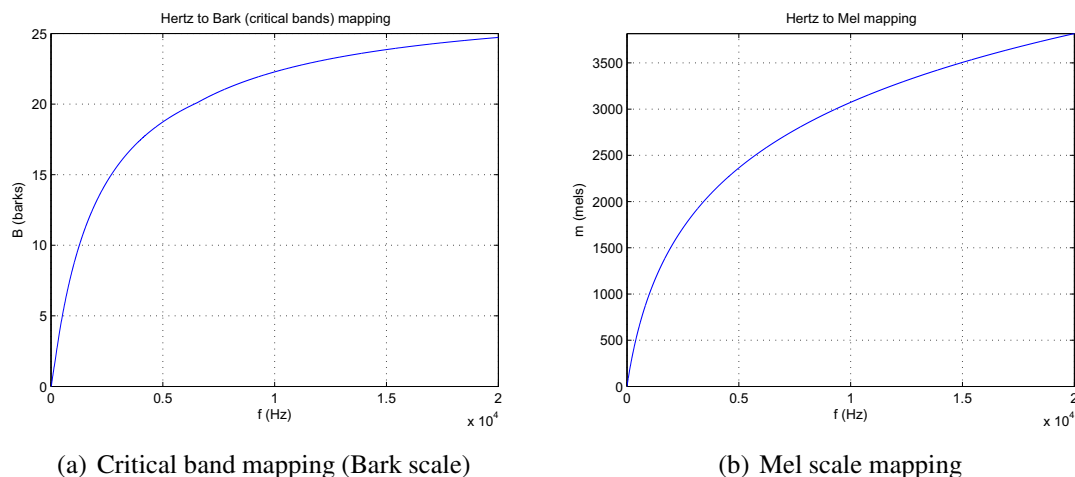 Hertz to Bark (critical bands) mapping
25
20
15
10
5
0
B (barks)
0 0.5 1 1.5 2
f (Hz)
x 10^4
(a) Critical band mapping (Bark scale)
Hertz to Mel mapping
3500
3000
2500
2000
1500
1000
500
0
m (mels)
0 0.5 1 1.5 2
f (Hz)
x 10^4
(b) Mel scale mapping